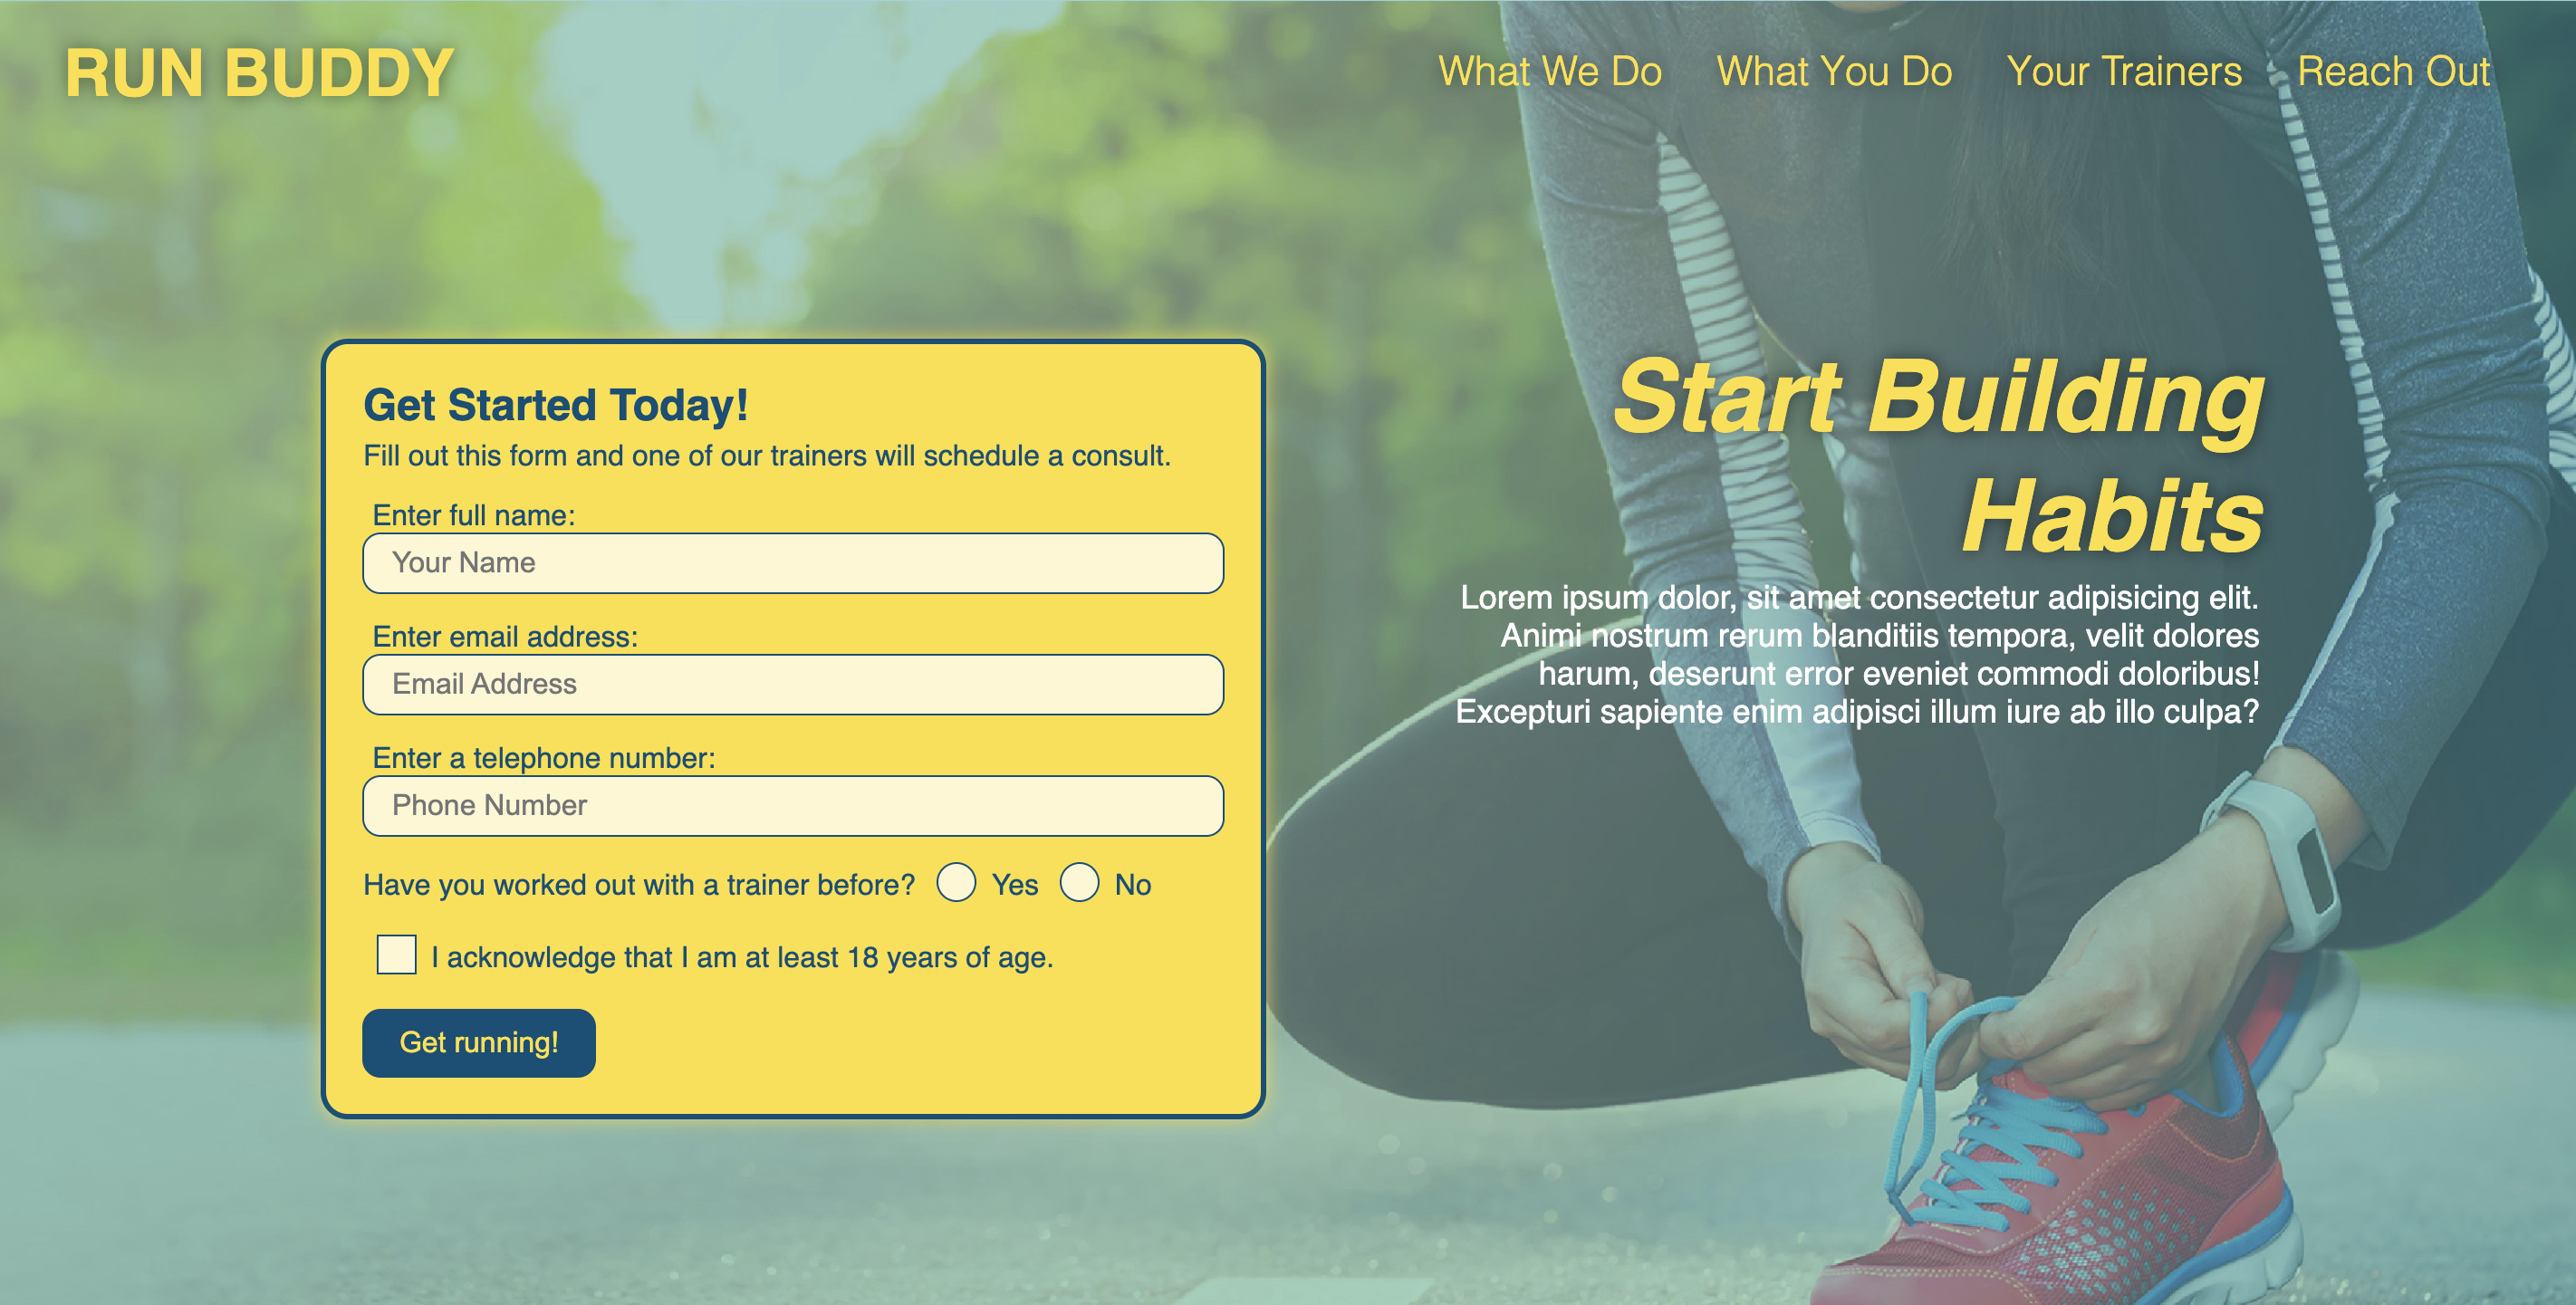 RUN BUDDY
What We Do
What You Do
Your Trainers
Reach Out
Get Started Today!
Fill out this form and one of our trainers will schedule a consult.
Enter full name:
Your Name
Enter email address:
Email Address
Enter a telephone number:
Phone Number
Have you worked out with a trainer before? Yes No
I acknowledge that I am at least 18 years of age.
Get running!
Start Building
Habits
Lorem ipsum dolor, sit amet consectetur adipisicing elit.
Animi nostrum rerum blanditiis tempora, velit dolores
harum, deserunt error eveniet commodi doloribus!
Excepturi sapiente enim adipisci illum iure ab illo culpa?